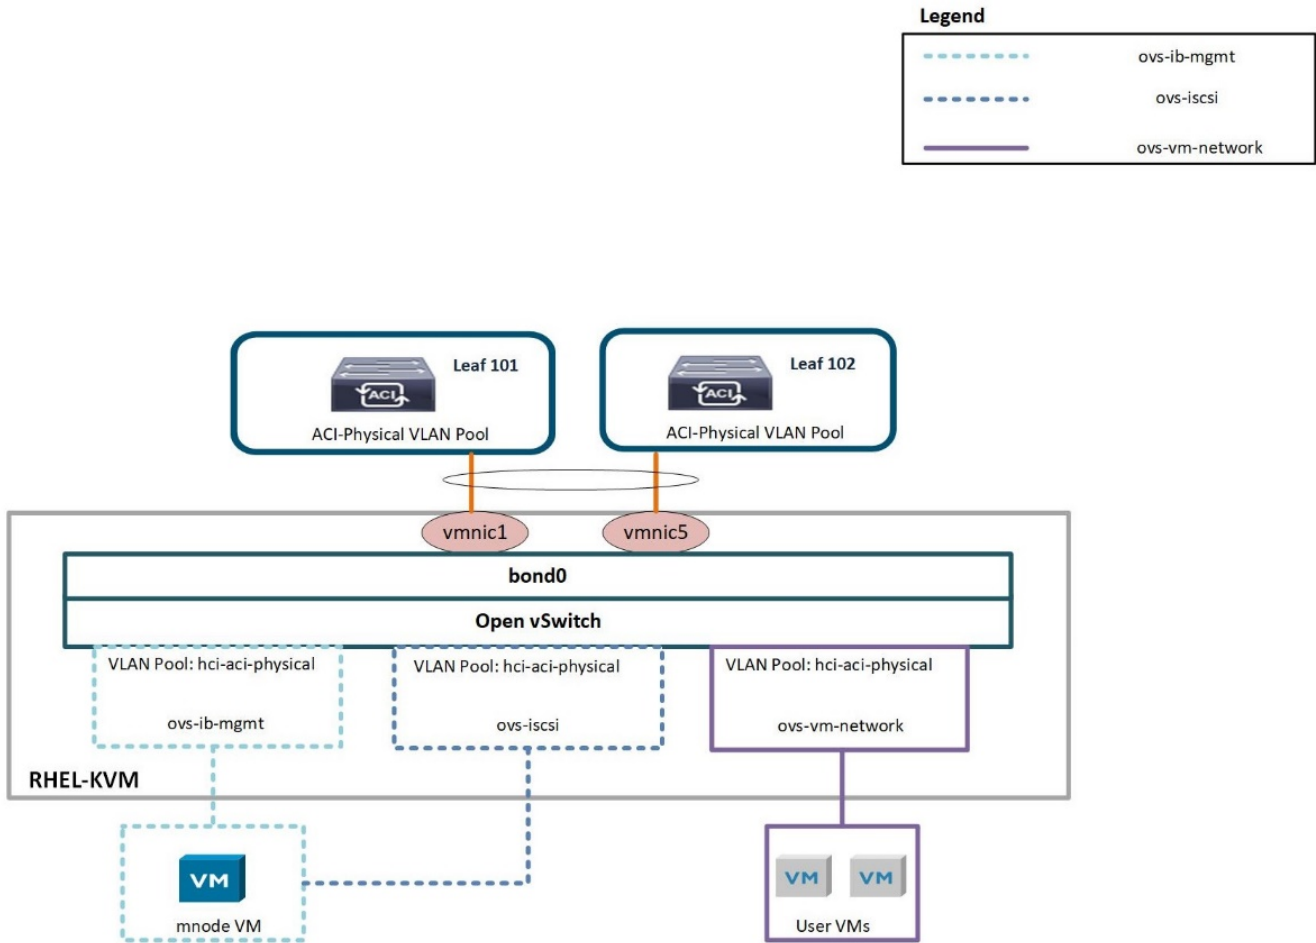 Legend
ovs-ib-mgmt
ovs-iscsi
ovs-vm-network
Leaf 101
ACI
ACI-Physical VLAN Pool
Leaf 102
ACI
ACI-Physical VLAN Pool
vmnic1
vmnic5
bond0
Open vSwitch
VLAN Pool: hci-aci-physical
ovs-ib-mgmt
VLAN Pool: hci-aci-physical
ovs-iscsi
VLAN Pool: hci-aci-physical
ovs-vm-network
RHEL-KVM
VM
mnode VM
VM
VM
User VMs